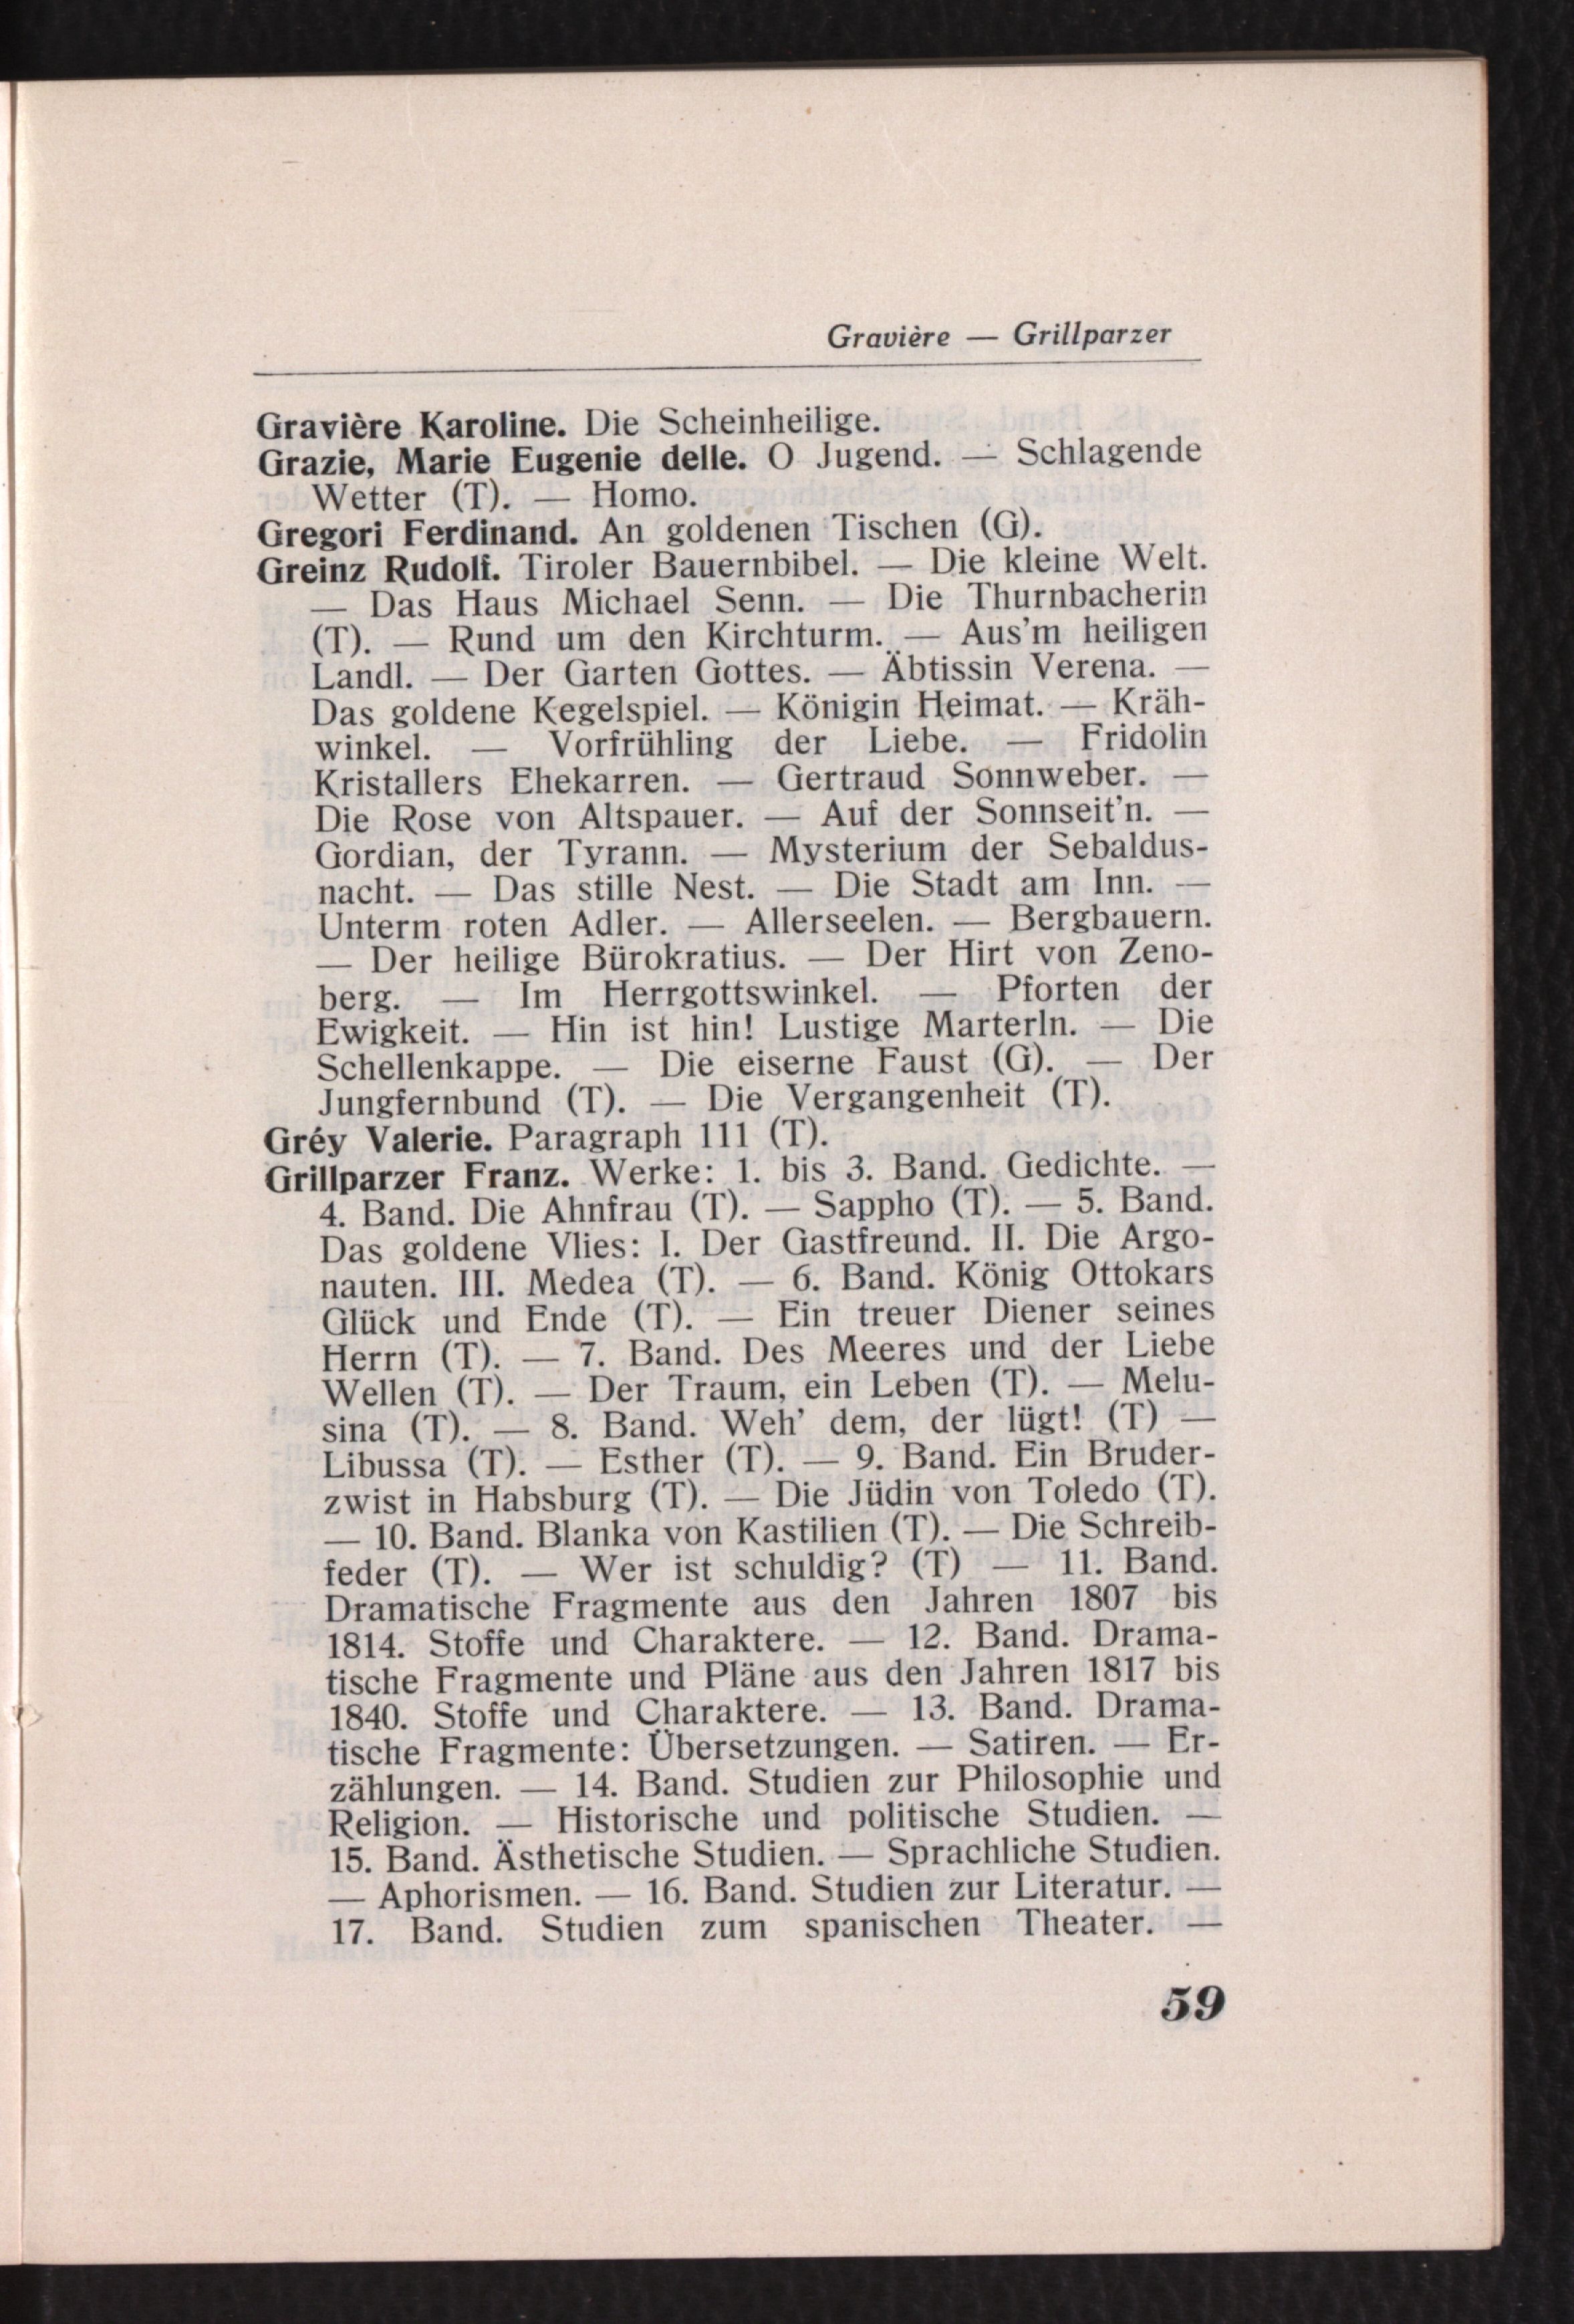 Gravière — Grillparzer
Gravière Karoline. Die Scheinheilige.
Grazie, Marie Eugenie delle. O Jugend. — Schlagende
Wetter (T). — Homo.
Gregori Ferdinand. An goldenen Tischen (G).
Greinz Rudolf. Tiroler Bauernbibel. — Die kleine Welt.
— Das Haus Michael Senn. — Die Thurnbacherin
(T). — Rund um den Kirchturm. — Aus'm heiligen
Landl. — Der Garten Gottes. — Äbtissin Verena. —
Das goldene Kegelspiel. — Königin Heimat. — Kräh-
winkel. — Vorfrühling der Liebe. — Fridolin
Kristallers Ehekarren. — Gertraud Sonnweber. —
Die Rose von Altspauer. — Auf der Sonnseit'n. —
Gordian, der Tyrann. — Mysterium der Sebaldus-
nacht. — Das stille Nest. — Die Stadt am Inn. —
Unterm roten Adler. — Allerseelen. — Bergbauern.
— Der heilige Bürokratius. — Der Hirt von Zeno-
berg. — Im Herrgottswinkel. — Pforten der
Ewigkeit. — Hin ist hin! Lustige Marterln. — Die
Schellenkappe. — Die eiserne Faust (G). — Der
Jungfernbund (T). — Die Vergangenheit (T).
Gréy Valerie. Paragraph 111 (T).
Grillparzer Franz. Werke: 1. bis 3. Band. Gedichte. —
4. Band. Die Ahnfrau (T). — Sappho (T). — 5. Band.
Das goldene Vlies: I. Der Gastfreund. II. Die Argo-
nauten. III. Medea (T). — 6. Band. König Ottokars
Glück und Ende (T). — Ein treuer Diener seines
Herrn (T). — 7. Band. Des Meeres und der Liebe
Wellen (T). — Der Traum, ein Leben (T). — Melu-
sina (T). — 8. Band. Weh' dem, der lügt! (T) —
Libussa (T). — Esther (T). — 9. Band. Ein Bruder-
zwist in Habsburg (T). — Die Jüdin von Toledo (T).
— 10. Band. Blanka von Kastilien (T). — Die Schreib-
feder (T). — Wer ist schuldig? (T) — 11. Band.
Dramatische Fragmente aus den Jahren 1807 bis
1814. Stoffe und Charaktere. — 12. Band. Drama-
tische Fragmente und Pläne aus den Jahren 1817 bis
1840. Stoffe und Charaktere. — 13. Band. Drama-
tische Fragmente: Übersetzungen. — Satiren. — Er-
zählungen. — 14. Band. Studien zur Philosophie und
Religion. — Historische und politische Studien. —
15. Band. Ästhetische Studien. — Sprachliche Studien.
— Aphorismen. — 16. Band. Studien zur Literatur. —
17. Band. Studien zum spanischen Theater. —
59